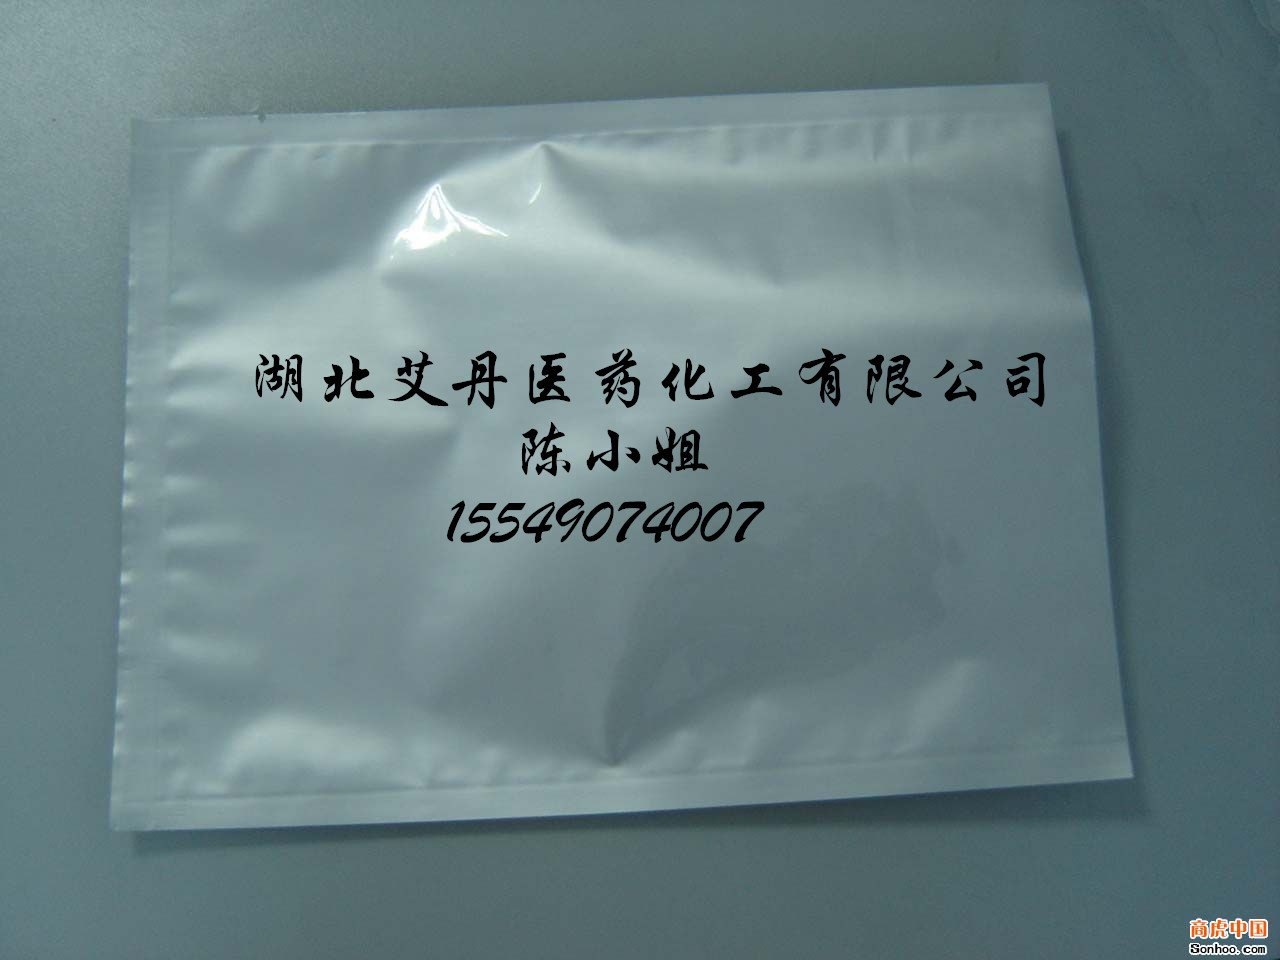 湖北艾丹医药化工有限公司
陈小姐
15549074007
商虎中国
Sonhoo.com